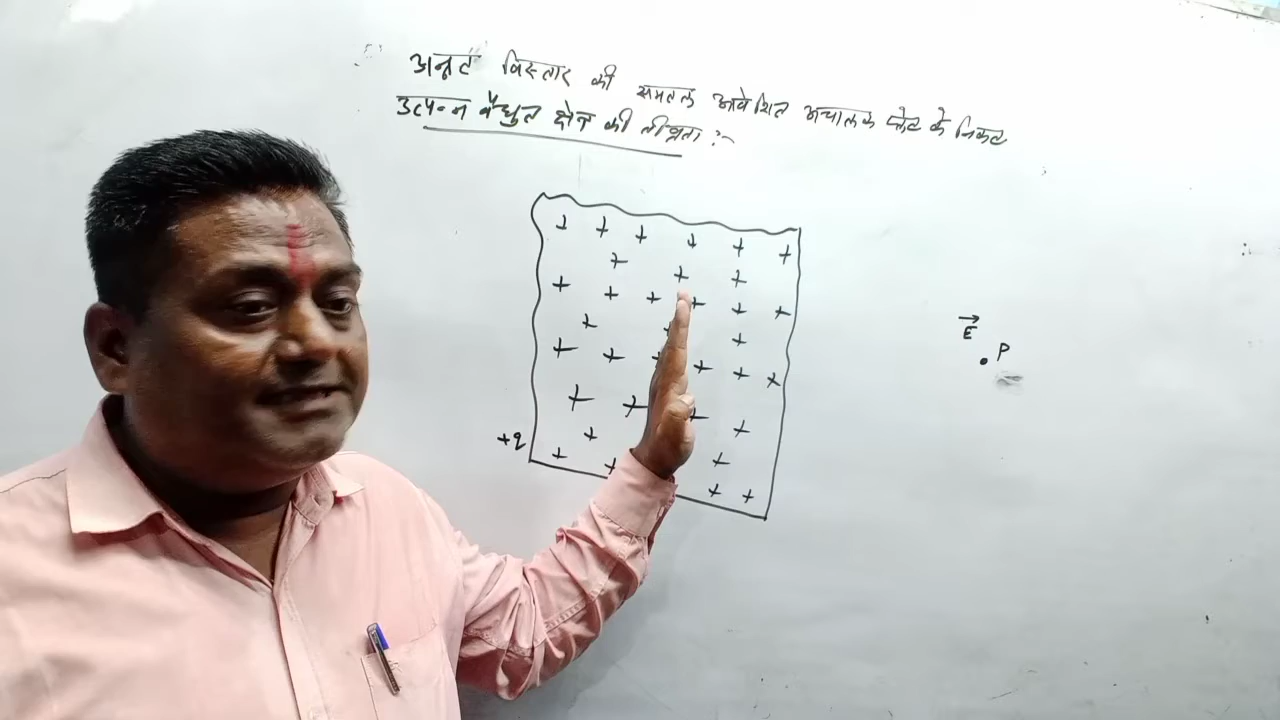 अनन्त विस्तार की समतल आवेशित अचालक प्लेट के निकट
उत्पन्न वैधुत क्षेत्र की तीव्रता :-
E
P
+q